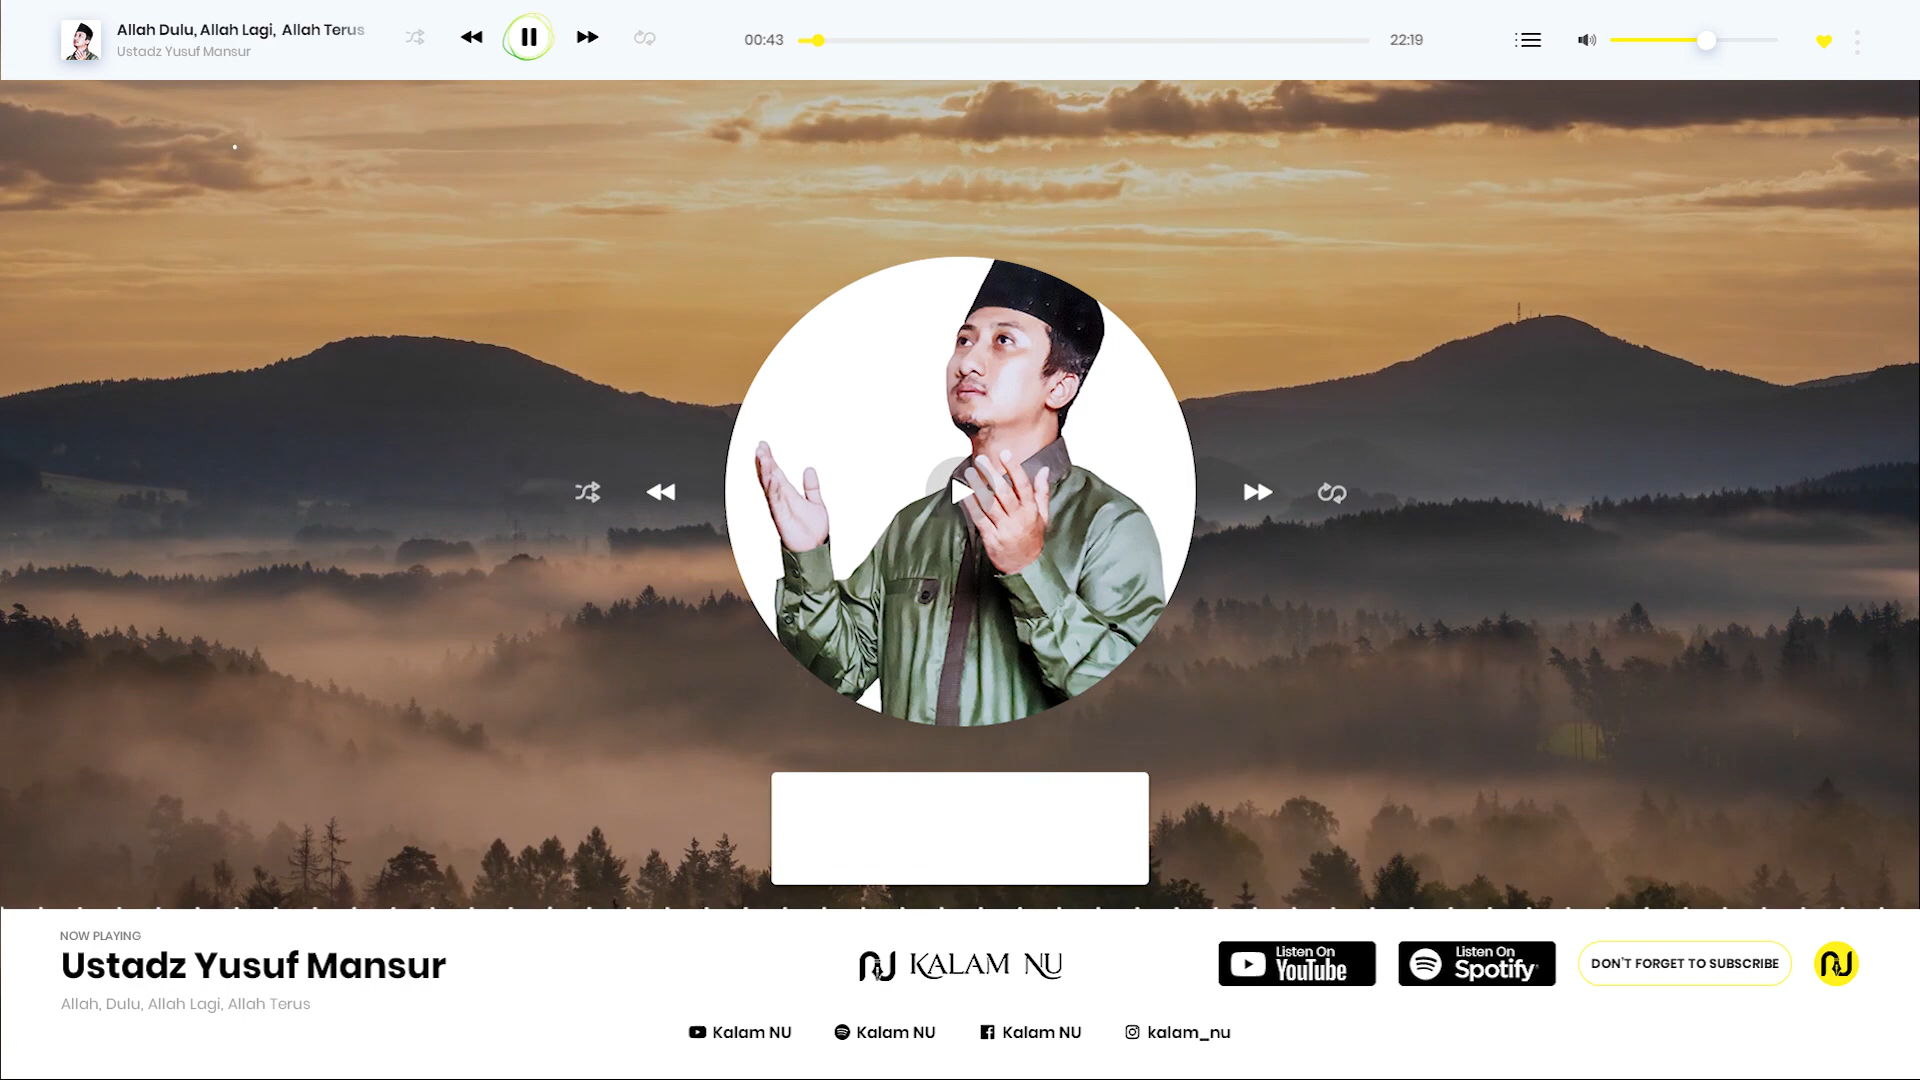 Allah Dulu, Allah Lagi, Allah Terus
Ustadz Yusuf Mansur
00:43
22:19
NOW PLAYING
Ustadz Yusuf Mansur
Allah, Dulu, Allah Lagi, Allah Terus
KALAM NU
Listen On
YouTube
Listen On
Spotify
DON'T FORGET TO SUBSCRIBE
Kalam NU
Kalam NU
Kalam NU
kalam_nu